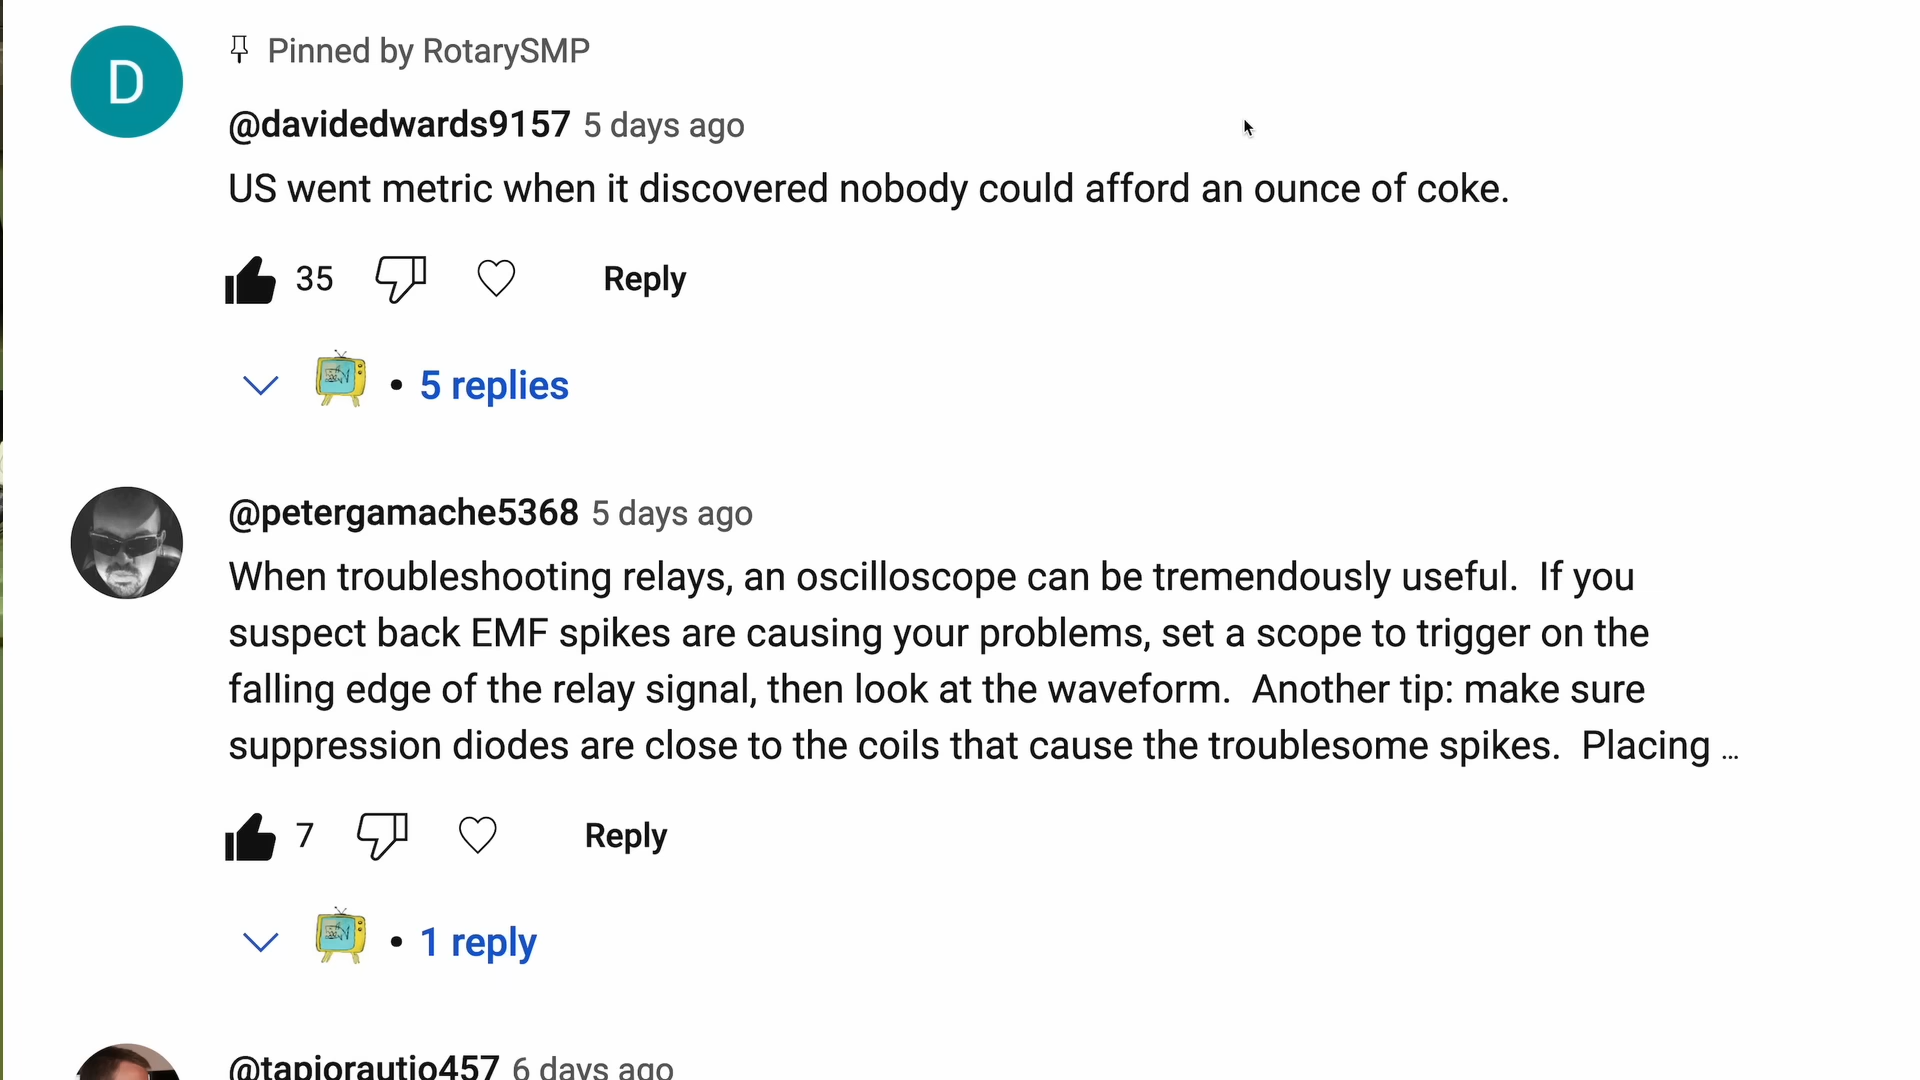 D
Pinned by RotarySMP
@davidedwards9157 5 days ago
US went metric when it discovered nobody could afford an ounce of coke.
35 Reply
• 5 replies
@petergamache5368 5 days ago
When troubleshooting relays, an oscilloscope can be tremendously useful.  If you
suspect back EMF spikes are causing your problems, set a scope to trigger on the
falling edge of the relay signal, then look at the waveform.  Another tip: make sure
suppression diodes are close to the coils that cause the troublesome spikes.  Placing ...
7 Reply
• 1 reply
@tapiorautio457 6 days ago